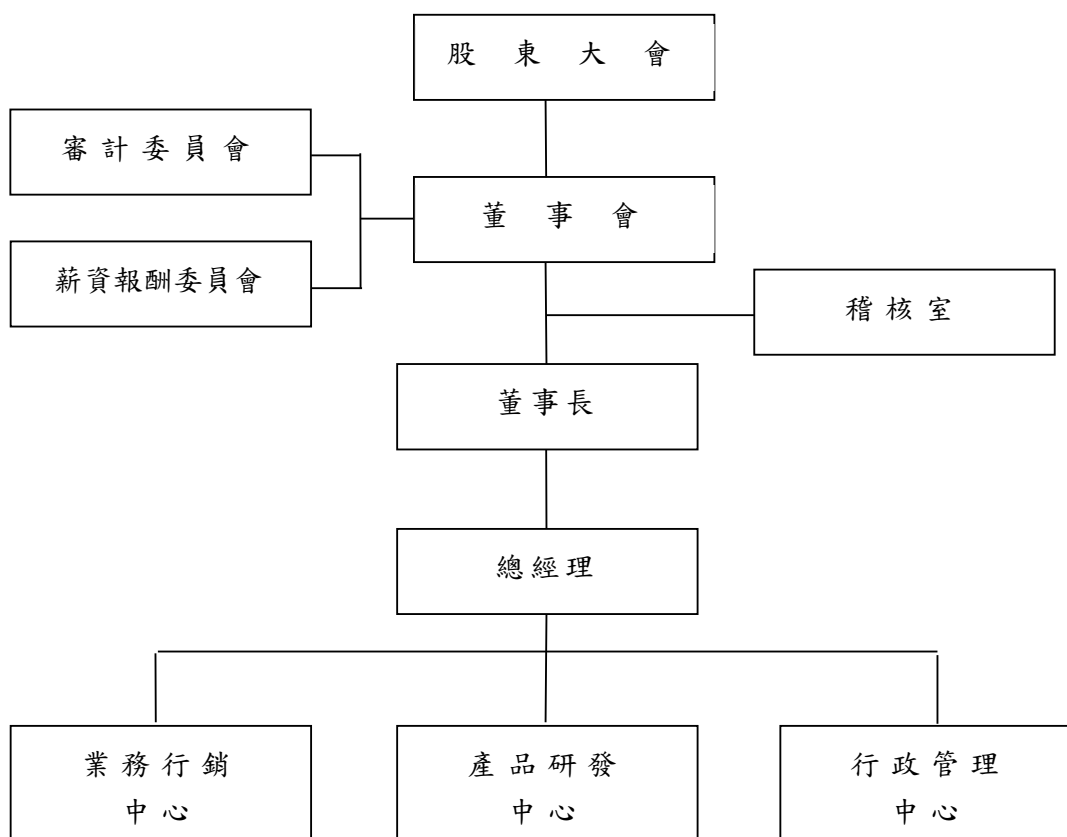 股東大會
審計委員會
董事會
薪資報酬委員會
稽核室
董事長
總經理
業務行銷
中心
產品研發
中心
行政管理
中心